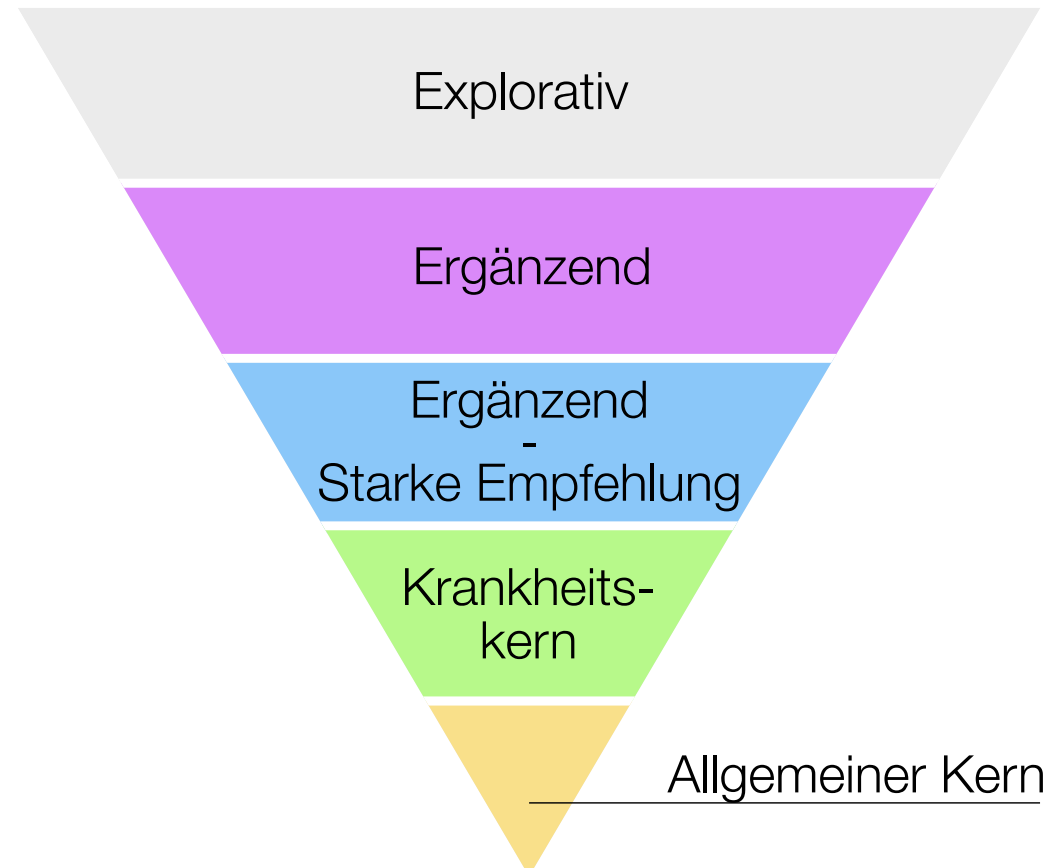 Explorativ
Ergänzend
Ergänzend
-
Starke Empfehlung
Krankheits-
kern
Allgemeiner Kern